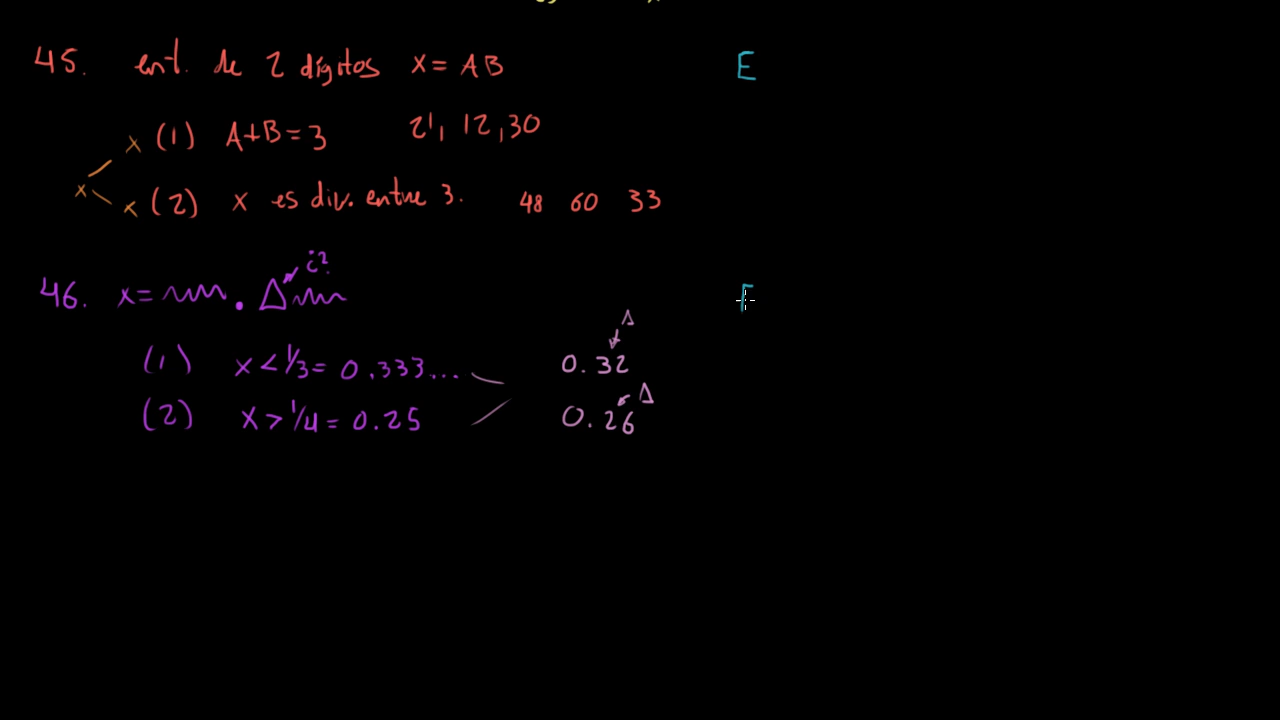 45. ent. de 2 dígitos x = AB E
x (1) A+B = 3 21, 12, 30
x
x (2) x es div. entre 3. 48 60 33
¿?
46. x = . Δ
Δ
(1) x < 1/3 = 0.333... 0.32
Δ
(2) x > 1/4 = 0.25 0.26